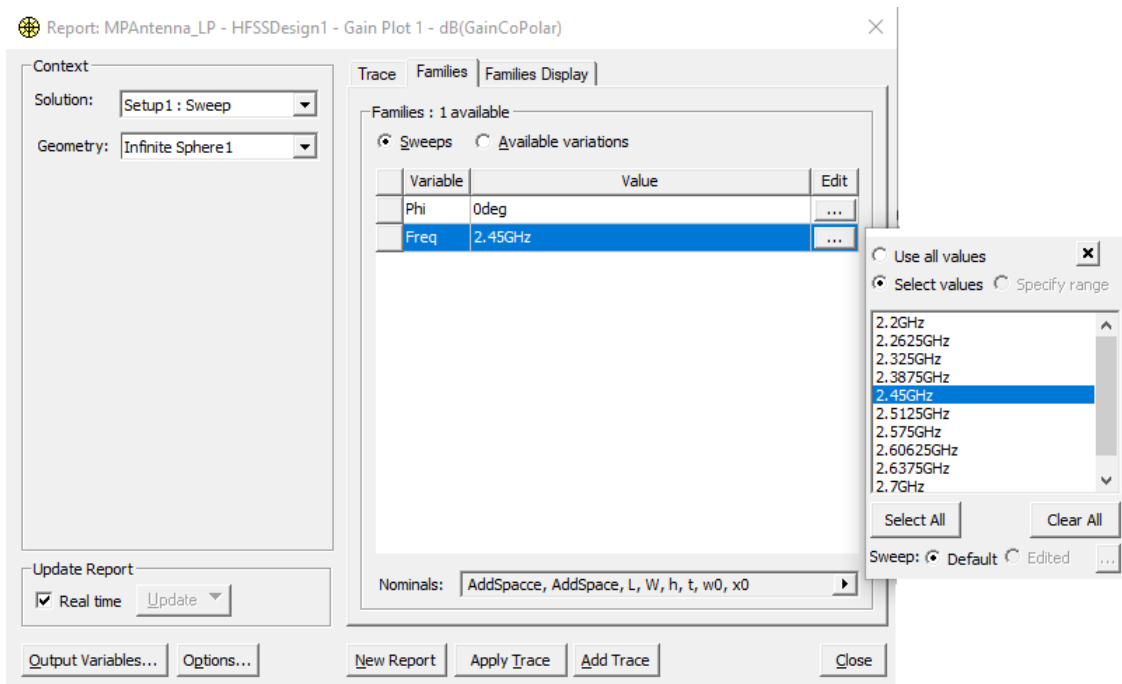 Report: MPAntenna_LP - HFSSDesign1 - Gain Plot 1 - dB(GainCoPolar)
Context
Solution: Setup1 : Sweep
Geometry: Infinite Sphere1
Trace Families Families Display
Families : 1 available
Sweeps Available variations
Variable Value Edit
Phi 0deg ...
Freq 2.45GHz ...
Use all values
Select values Specify range
2.2GHz
2.2625GHz
2.325GHz
2.3875GHz
2.45GHz
2.5125GHz
2.575GHz
2.60625GHz
2.6375GHz
2.7GHz
Select All Clear All
Sweep: Default Edited ...
Nominals: AddSpacce, AddSpace, L, W, h, t, w0, x0
Update Report
Real time Update
Output Variables... Options... New Report Apply Trace Add Trace Close